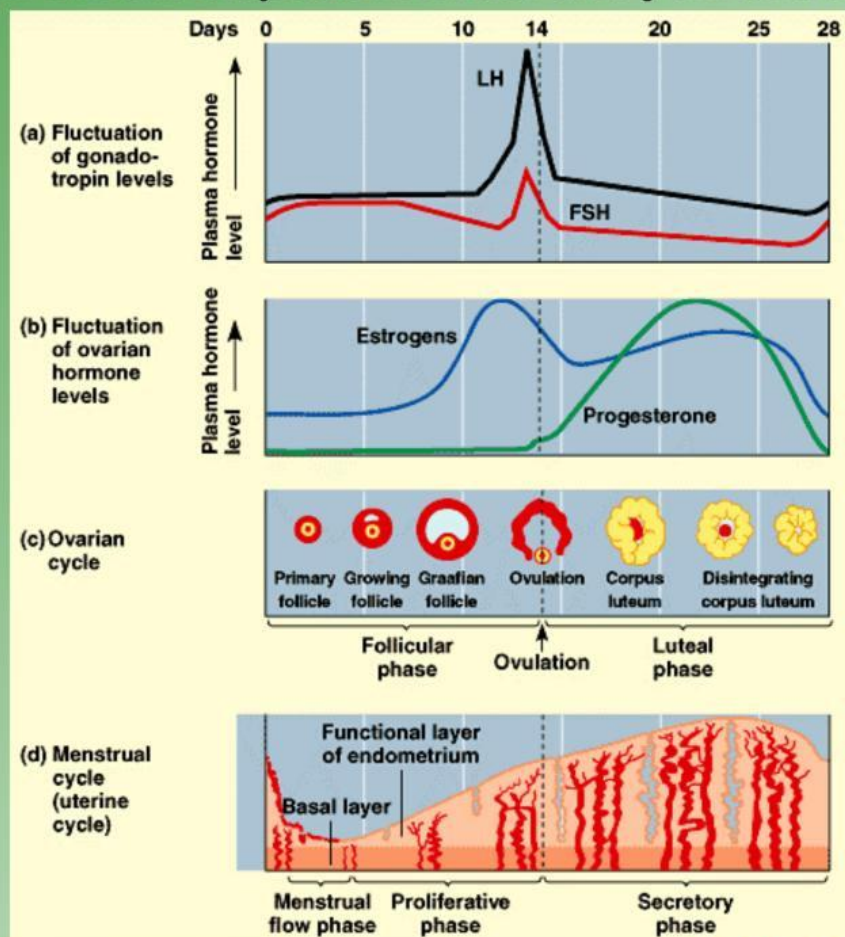 Days 0 5 10 14 20 25 28
(a) Fluctuation
of gonado-
tropin levels
Plasma hormone
level
LH
FSH
(b) Fluctuation
of ovarian
hormone
levels
Plasma hormone
level
Estrogens
Progesterone
(c) Ovarian
cycle
Primary
follicle
Growing
follicle
Graafian
follicle
Ovulation
Corpus
luteum
Disintegrating
corpus luteum
Follicular
phase
Ovulation
Luteal
phase
(d) Menstrual
cycle
(uterine
cycle)
Functional layer
of endometrium
Basal layer
Menstrual
flow phase
Proliferative
phase
Secretory
phase